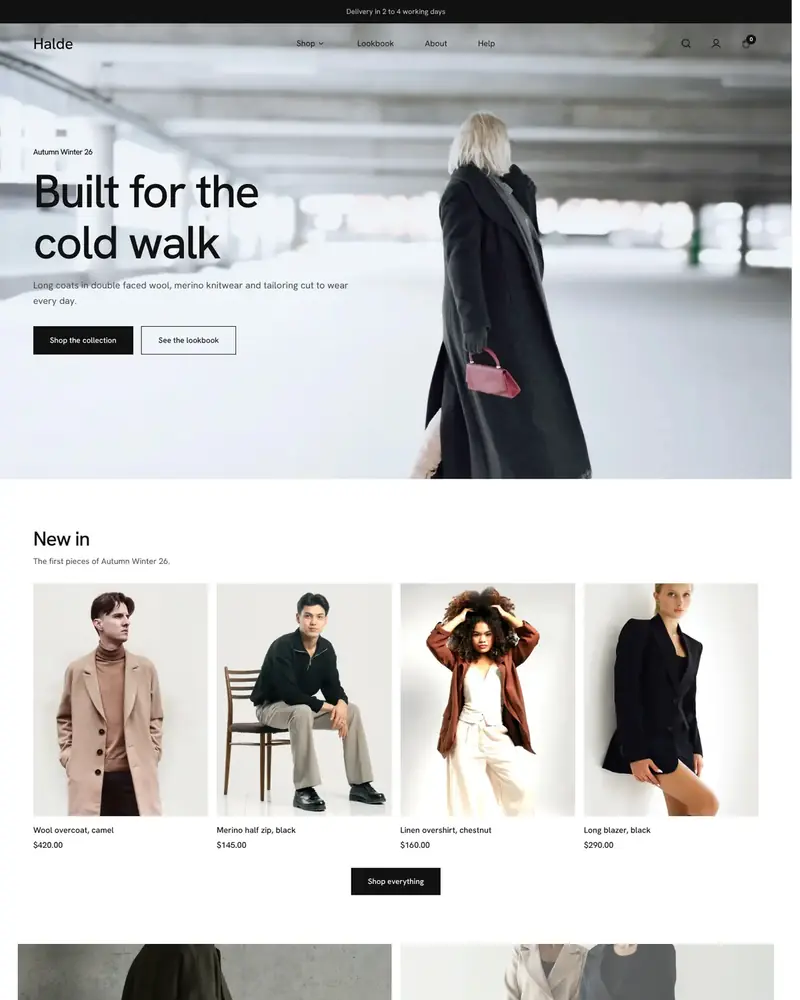 Delivery in 2 to 4 working days
Halde
Shop
Lookbook
About
Help
0
Autumn Winter 26
Built for the
cold walk
Long coats in double faced wool, merino knitwear and tailoring cut to wear
every day.
Shop the collection
See the lookbook
New in
The first pieces of Autumn Winter 26.
Wool overcoat, camel
$420.00
Merino half zip, black
$145.00
Linen overshirt, chestnut
$160.00
Long blazer, black
$290.00
Shop everything